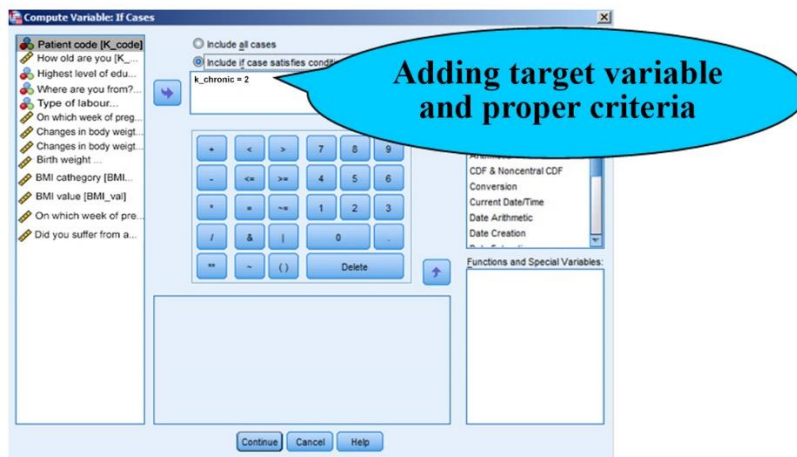 Compute Variable: If Cases
Patient code [K_code]
How old are you [K_...
Highest level of edu...
Where are you from?...
Type of labour...
On which week of preg...
Changes in body weigt...
Changes in body weigt...
Birth weight ...
BMI cathegory [BMI...
BMI value [BMI_val]
On which week of pre...
Did you suffer from a...
Include all cases
Include if case satisfies
k_chronic = 2
Adding target variable
and proper criteria
+ < > 7 8 9
- <= >= 4 5 6
* = ~= 1 2 3
/ & | 0 .
** ~ ( ) Delete
CDF & Noncentral CDF
Conversion
Current Date/Time
Date Arithmetic
Date Creation
Functions and Special Variables:
Continue Cancel Help